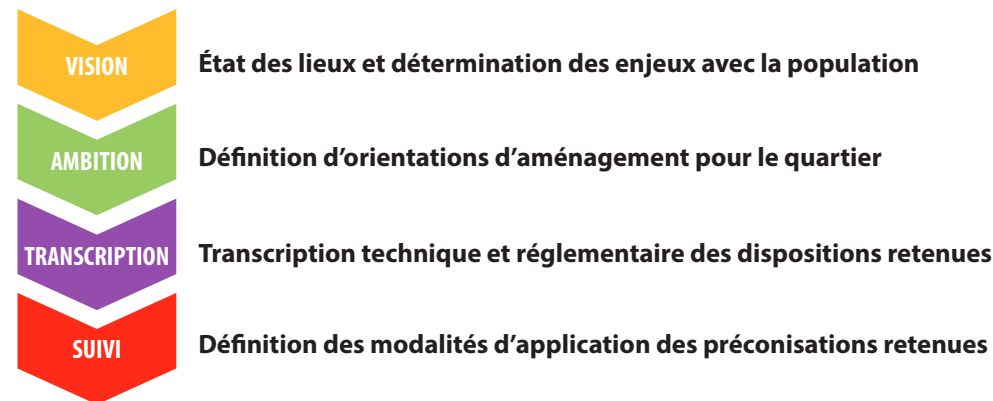 VISION
État des lieux et détermination des enjeux avec la population
AMBITION
Définition d’orientations d’aménagement pour le quartier
TRANSCRIPTION
Transcription technique et réglementaire des dispositions retenues
SUIVI
Définition des modalités d’application des préconisations retenues